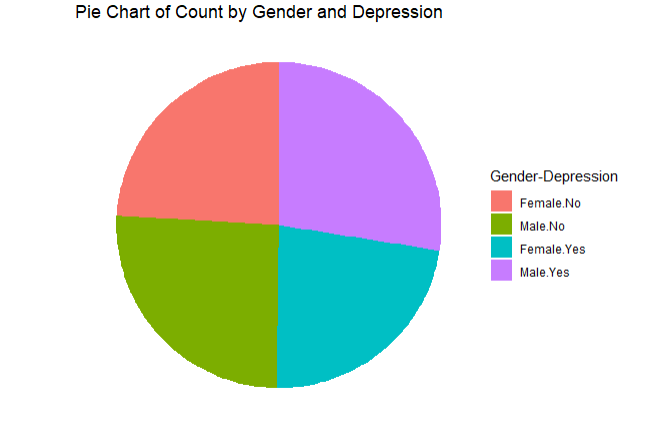 Pie Chart of Count by Gender and Depression
Gender-Depression
Female.No
Male.No
Female.Yes
Male.Yes